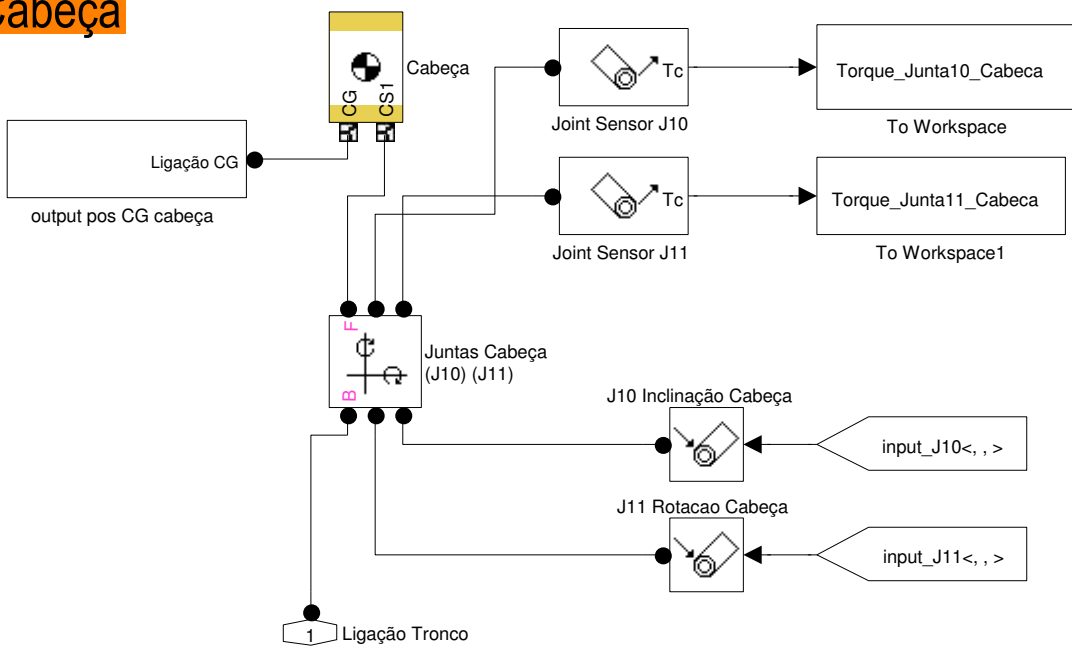 Cabeça
Cabeça
CG
CS1
Ligação CG
output pos CG cabeça
Tc
Joint Sensor J10
Torque_Junta10_Cabeca
To Workspace
Tc
Joint Sensor J11
Torque_Junta11_Cabeca
To Workspace1
F
B
Juntas Cabeça
(J10) (J11)
J10 Inclinação Cabeça
input_J10<, , >
J11 Rotacao Cabeça
input_J11<, , >
1
Ligação Tronco